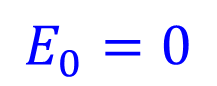 E₀ = 0